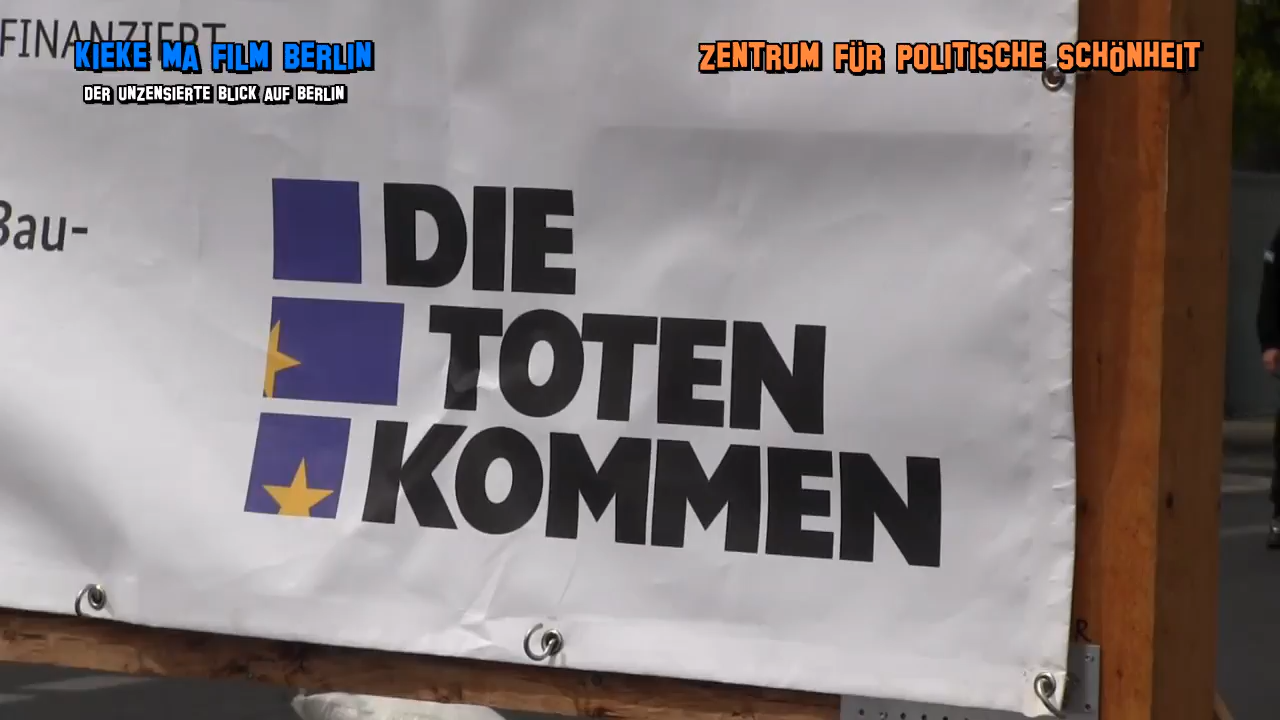 FINANZIERT
KIEKE MA FILM BERLIN
DER UNZENSIERTE BLICK AUF BERLIN
ZENTRUM FÜR POLITISCHE SCHÖNHEIT
Bau-
DIE
TOTEN
KOMMEN
R